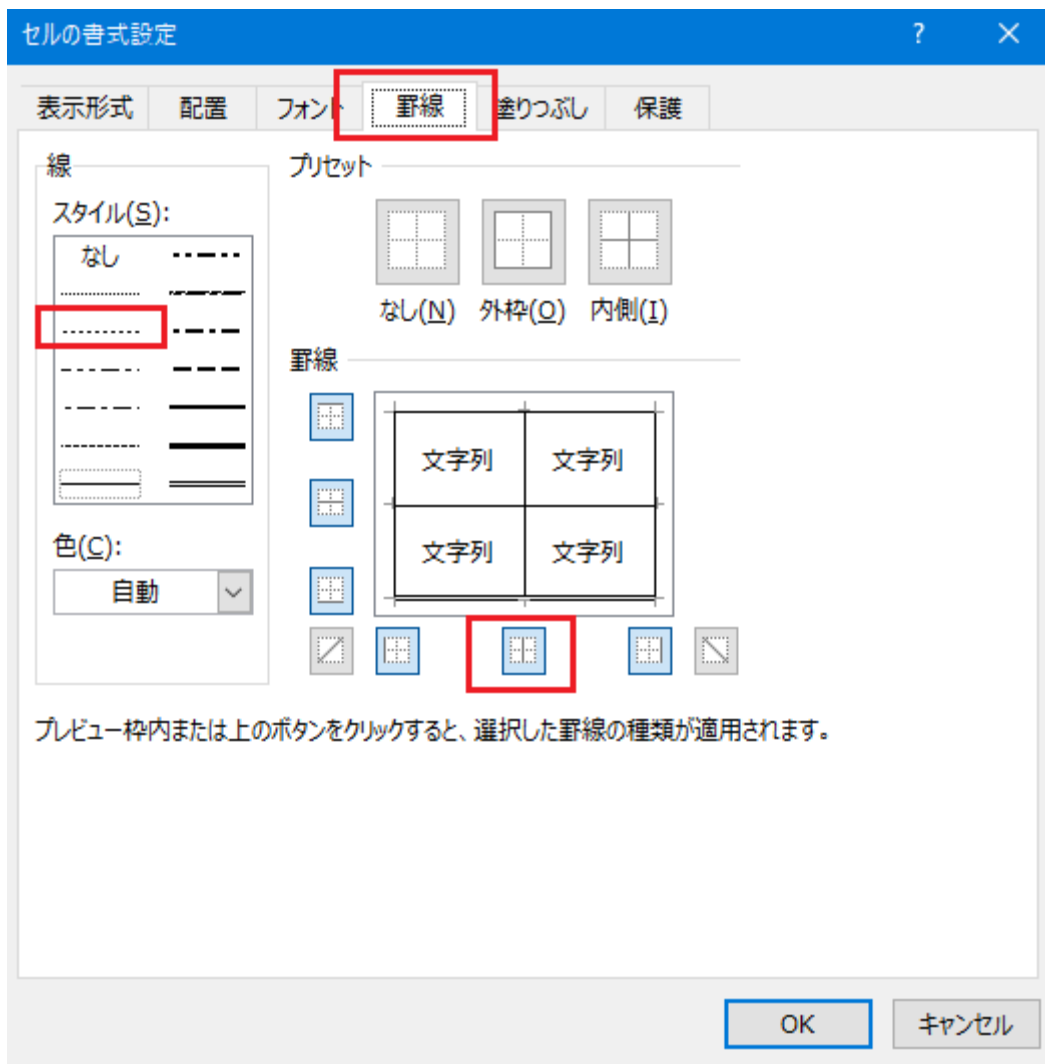 セルの書式設定 ?
表示形式 配置 フォント 罫線 塗りつぶし 保護
線
スタイル(S):
なし
色(C):
自動
プリセット
なし(N) 外枠(O) 内側(I)
罫線
文字列 文字列
文字列 文字列
プレビュー枠内または上のボタンをクリックすると、選択した罫線の種類が適用されます。
OK キャンセル